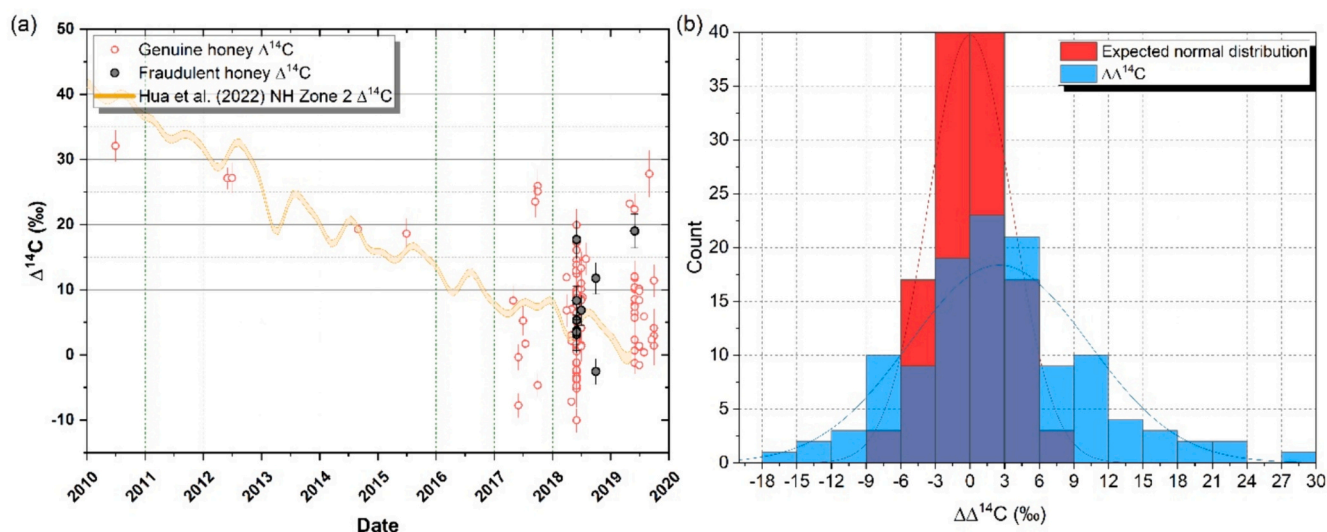 (a)
50
40
30
20
10
0
-10
Δ¹⁴C (‰)
Genuine honey Δ¹⁴C
Fraudulent honey Δ¹⁴C
Hua et al. (2022) NH Zone 2 Δ¹⁴C
2010 2011 2012 2013 2014 2015 2016 2017 2018 2019 2020
Date
(b)
40
35
30
25
20
15
10
5
0
Count
Expected normal distribution
ΔΔ¹⁴C
-18 -15 -12 -9 -6 -3 0 3 6 9 12 15 18 21 24 27 30
ΔΔ¹⁴C (‰)